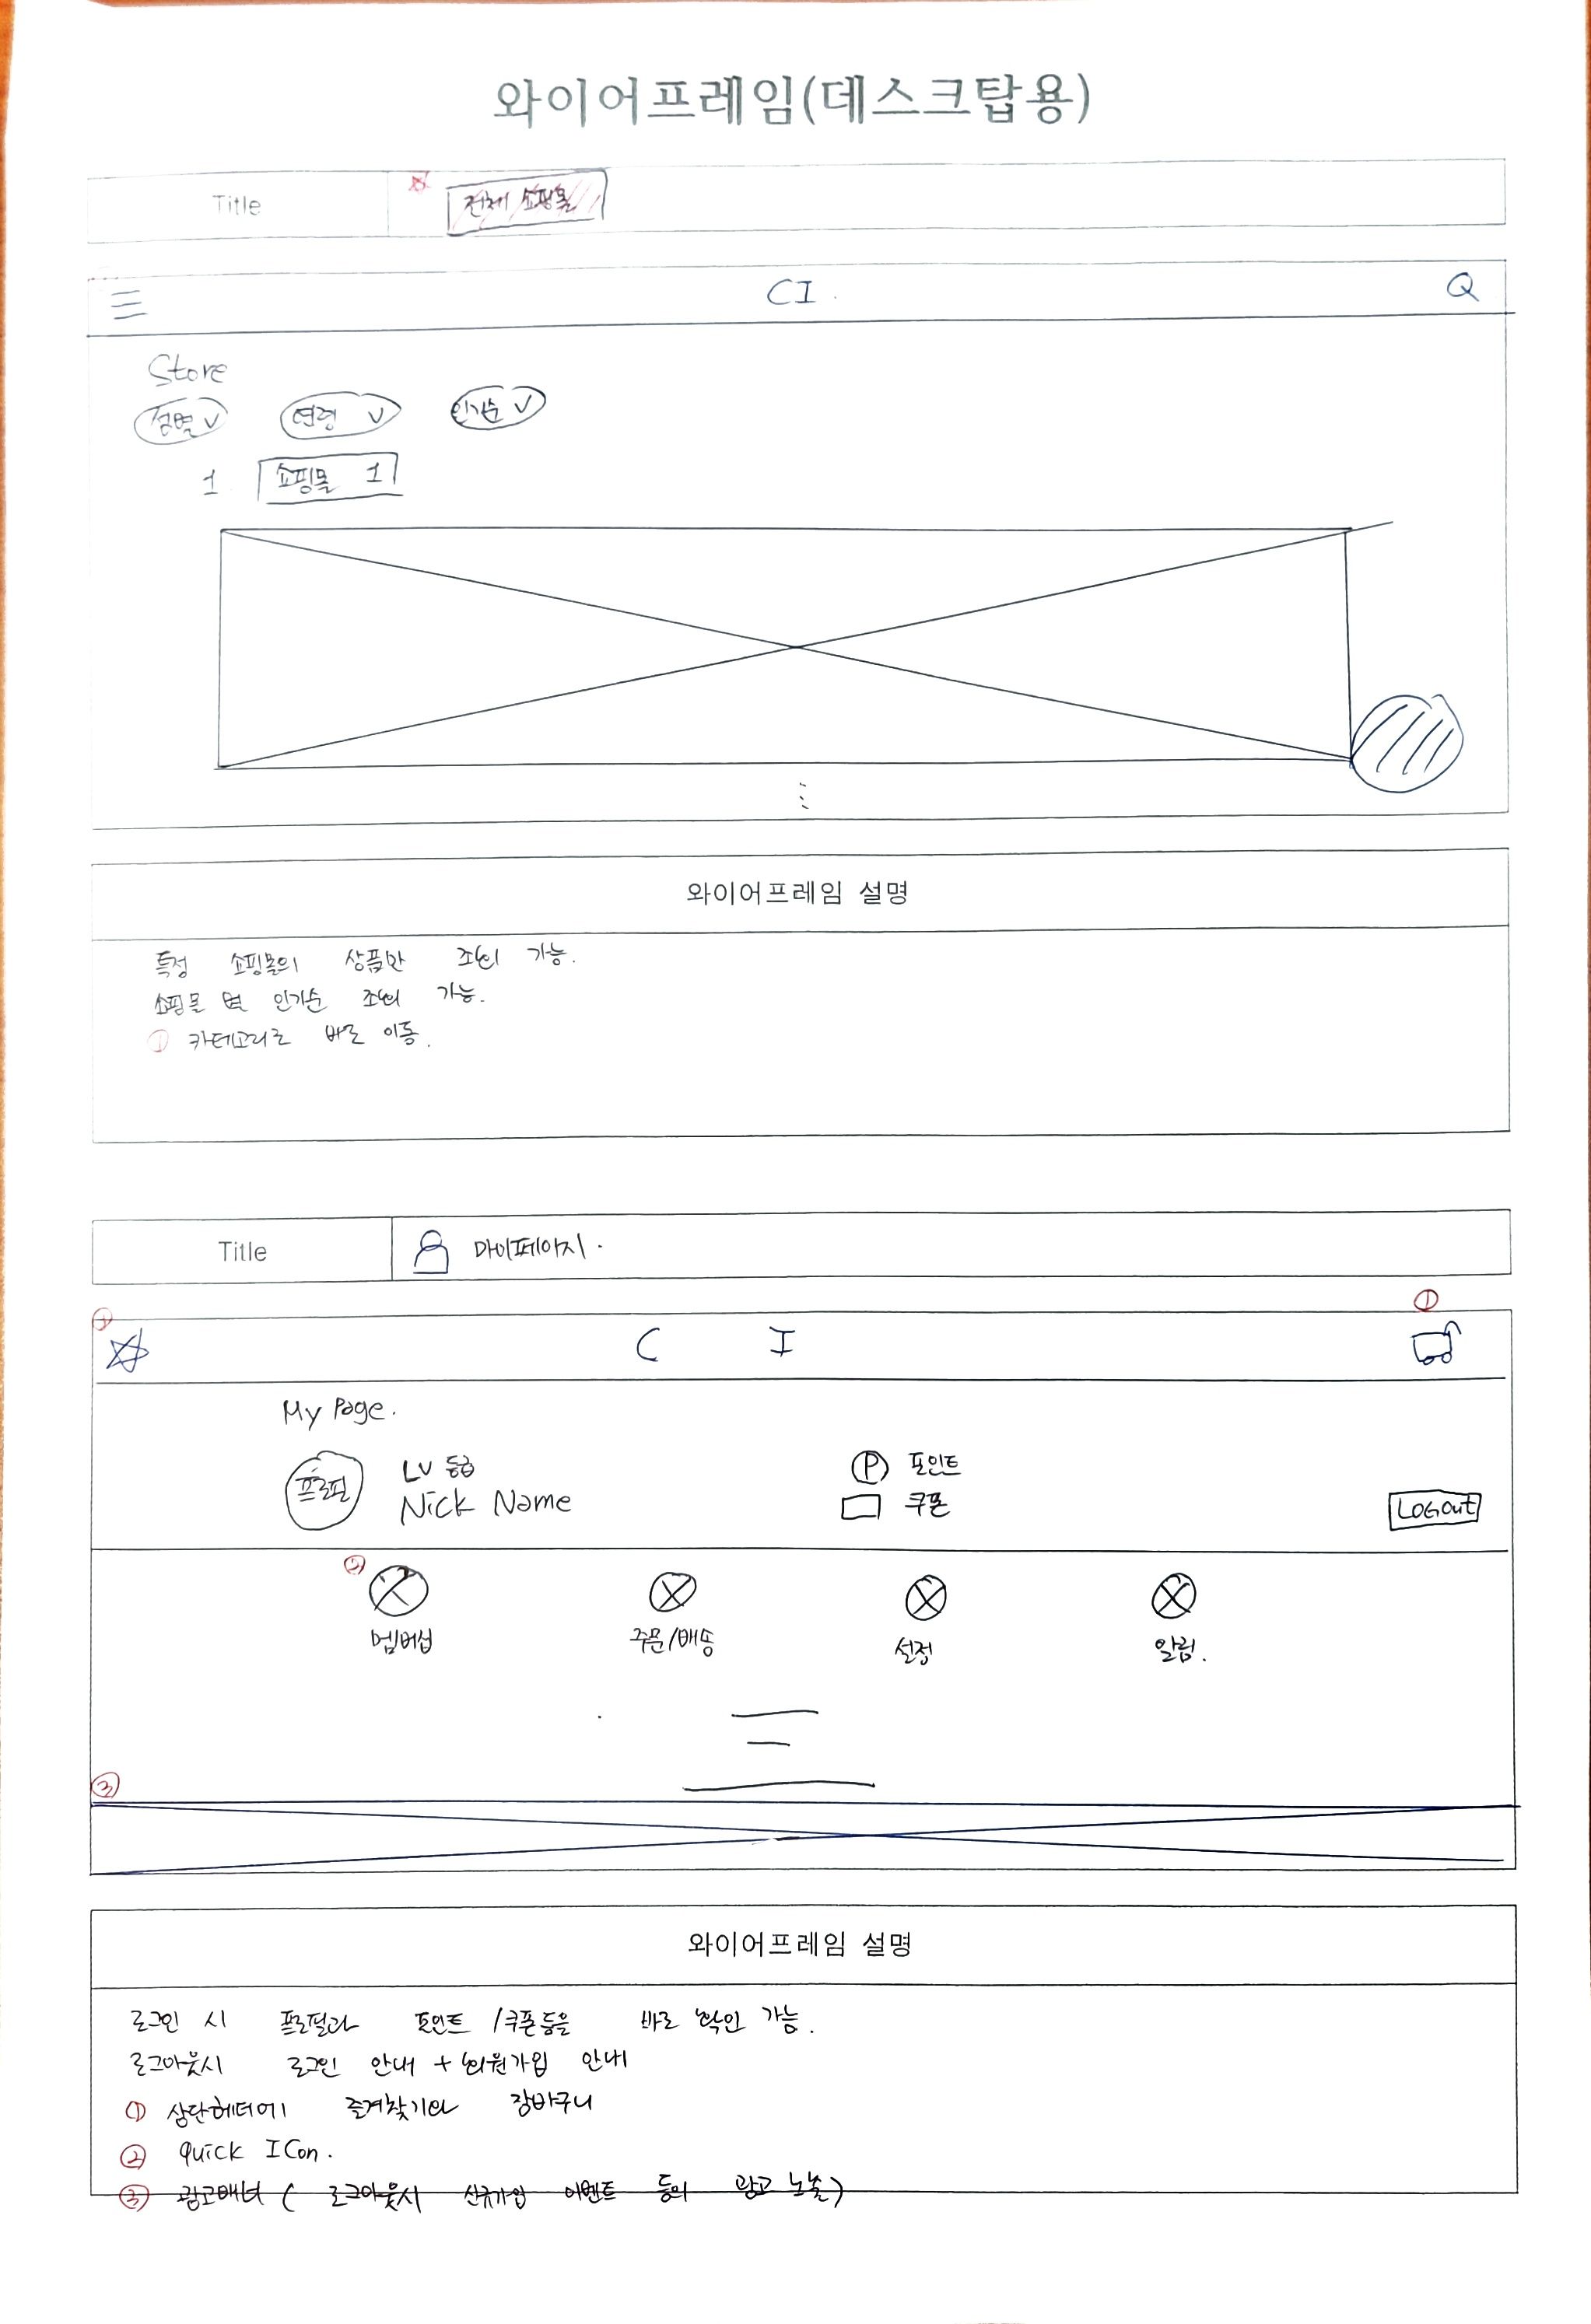 와이어프레임(데스크탑용)
Title
전체 쇼핑몰
CI
Store
성별 연령 인기순
1 쇼핑몰 1
와이어프레임 설명
특정 쇼핑몰의 상품만 조회 가능.
쇼핑몰 별 인기순 조회 가능.
① 카테고리로 바로 이동.
Title 마이페이지.
① ①
C I
My Page.
프로필 LV 등급 Ⓟ 포인트
Nick Name 쿠폰 LOGOUT
②
멤버쉽 주문/배송 설정 알림.
③
와이어프레임 설명
로그인 시 프로필과 포인트/쿠폰등을 바로 확인 가능.
로그아웃시 로그인 안내 + 회원가입 안내
① 상단헤더에 즐겨찾기와 장바구니
② Quick ICon.
③ 광고배너 ( 로그아웃시 신규가입 이벤트 등의 광고 노출)